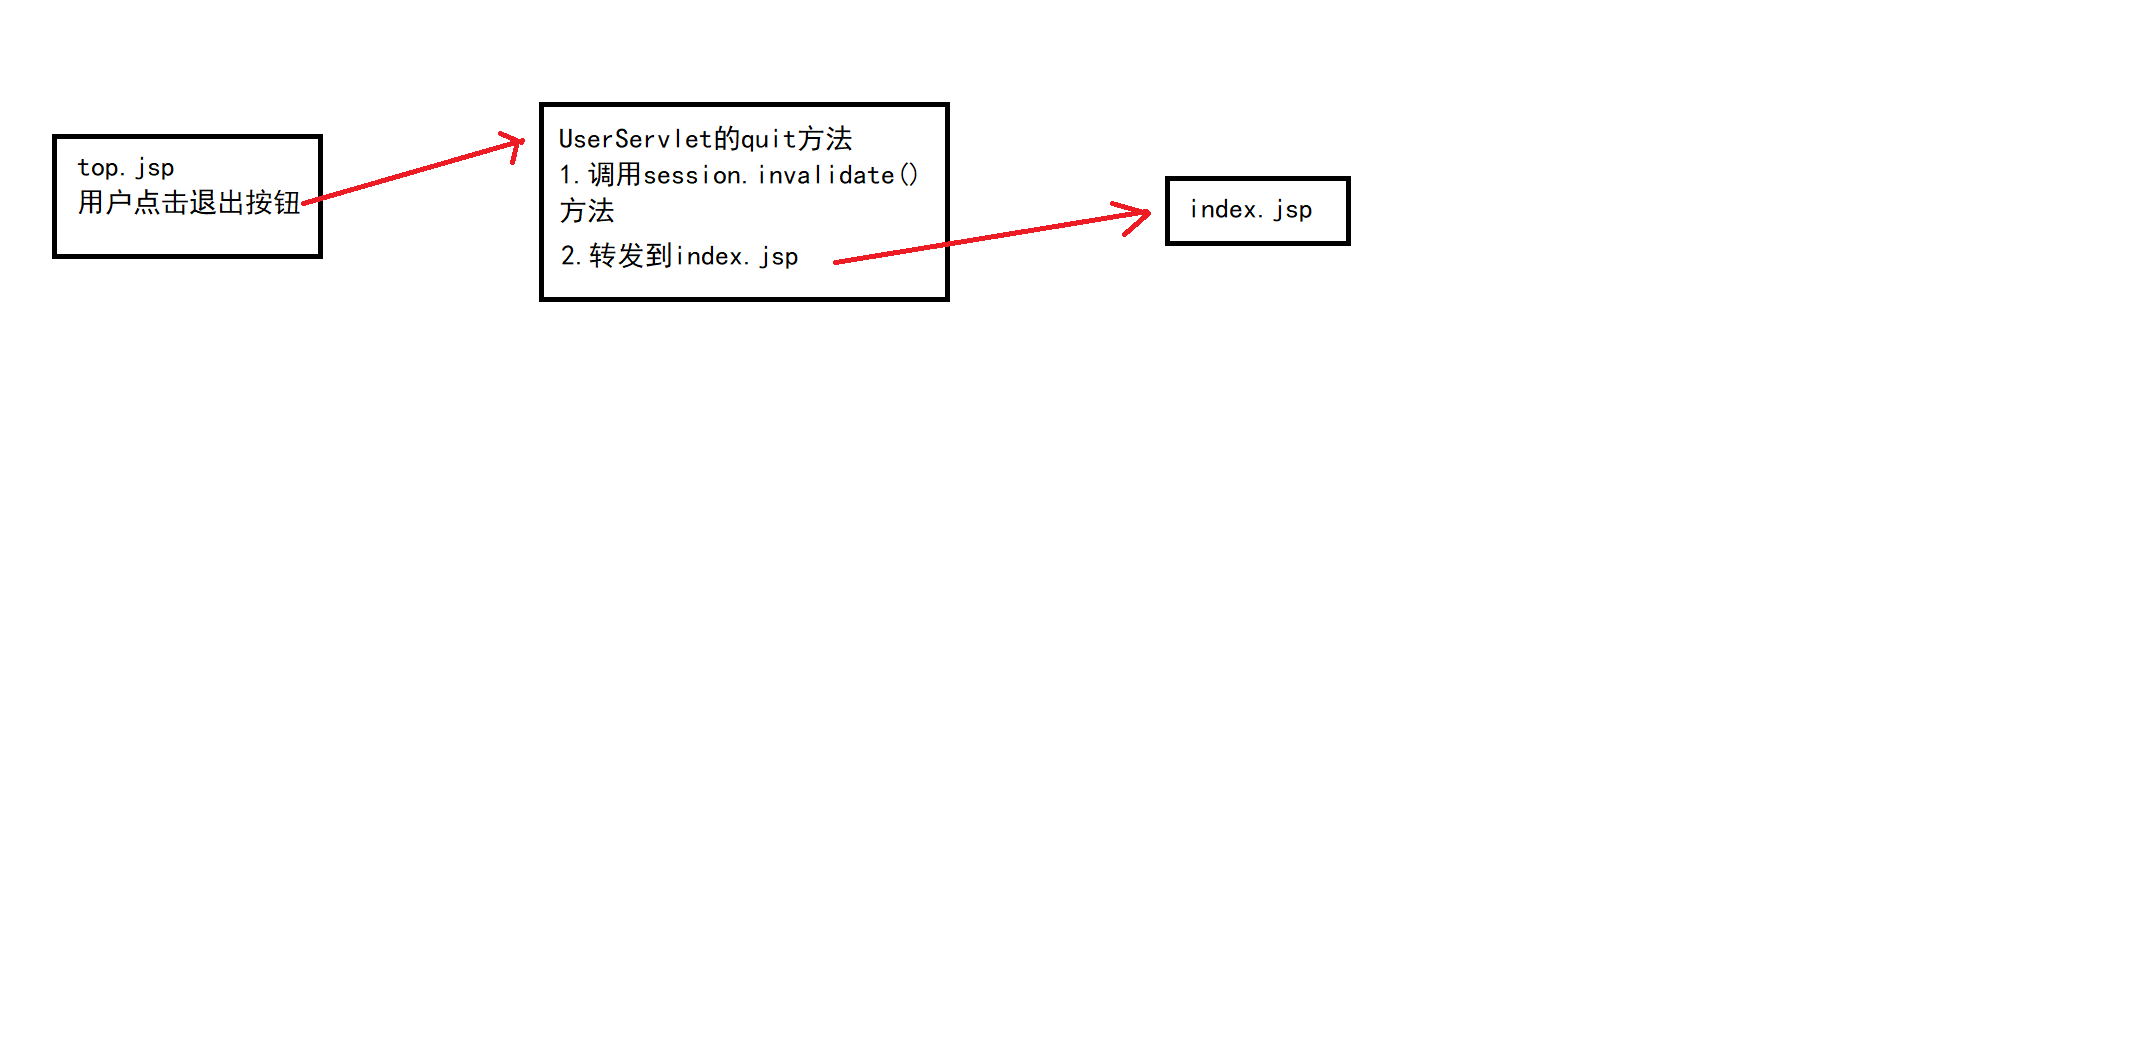 top.jsp
用户点击退出按钮
UserServlet的quit方法
1.调用session.invalidate()
方法
2.转发到index.jsp
index.jsp